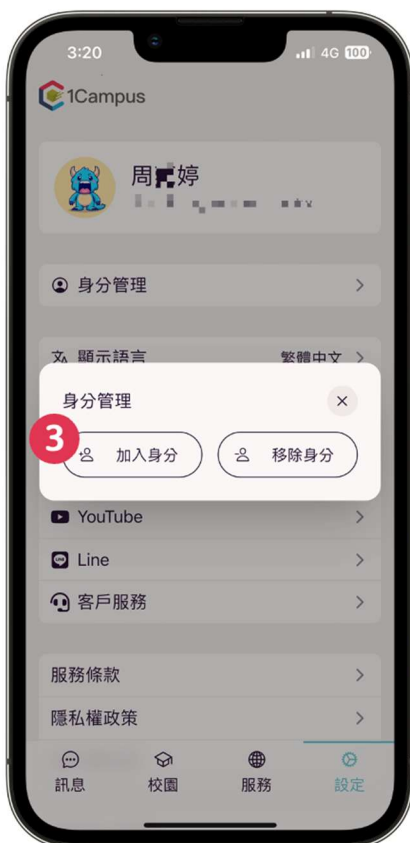 3:20 4G 100
1Campus
周 婷
身分管理
顯示語言 繁體中文
身分管理
3
加入身分 移除身分
YouTube
Line
客戶服務
服務條款
隱私權政策
訊息 校園 服務 設定